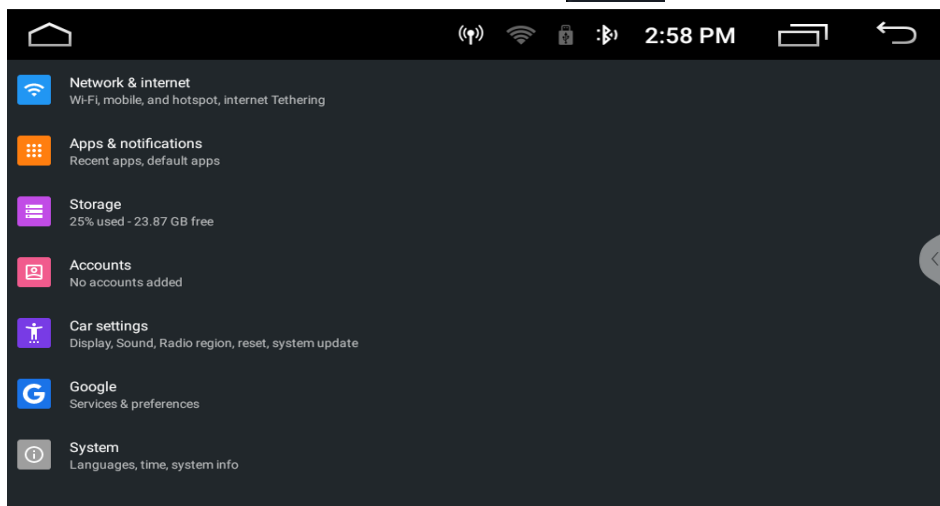 2:58 PM
Network & internet
Wi-Fi, mobile, and hotspot, internet Tethering
Apps & notifications
Recent apps, default apps
Storage
25% used - 23.87 GB free
Accounts
No accounts added
Car settings
Display, Sound, Radio region, reset, system update
Google
Services & preferences
System
Languages, time, system info